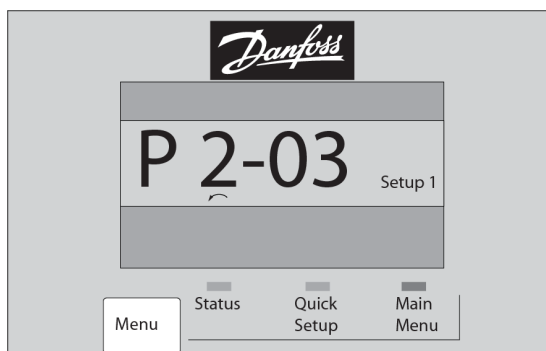 Danfoss
P 2-03
Setup 1
Status
Quick
Setup
Main
Menu
Menu